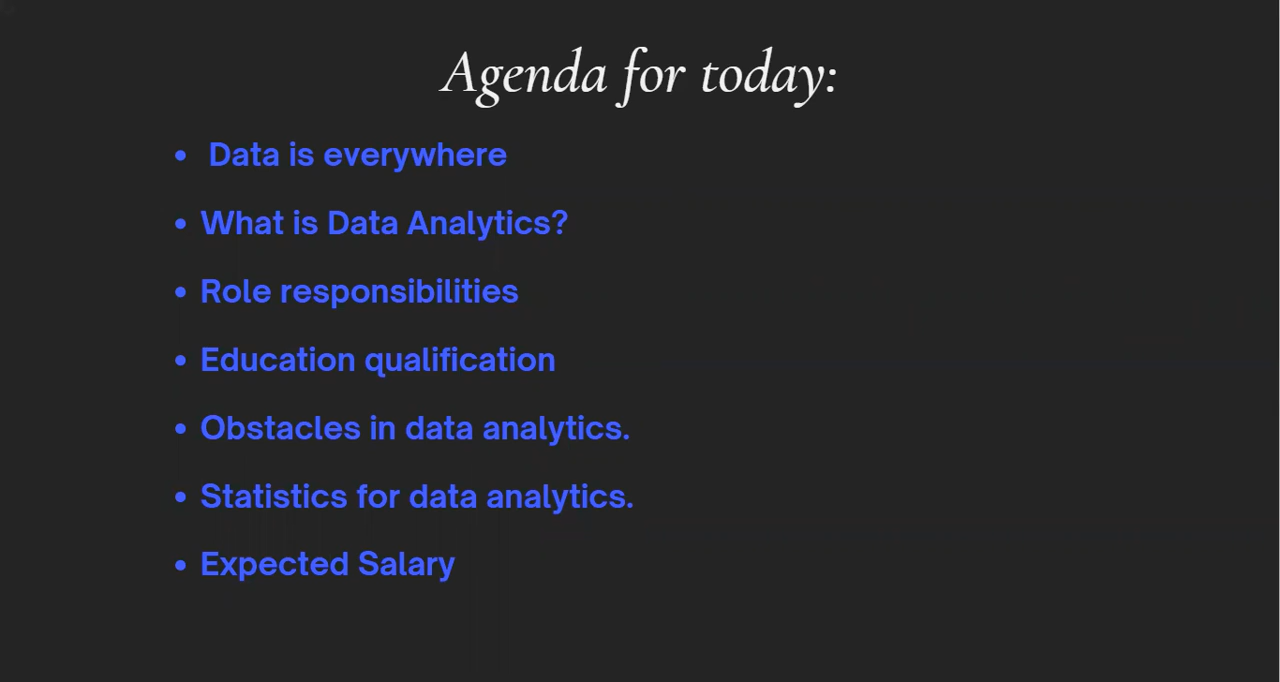 Agenda for today:
• Data is everywhere
• What is Data Analytics?
• Role responsibilities
• Education qualification
• Obstacles in data analytics.
• Statistics for data analytics.
• Expected Salary